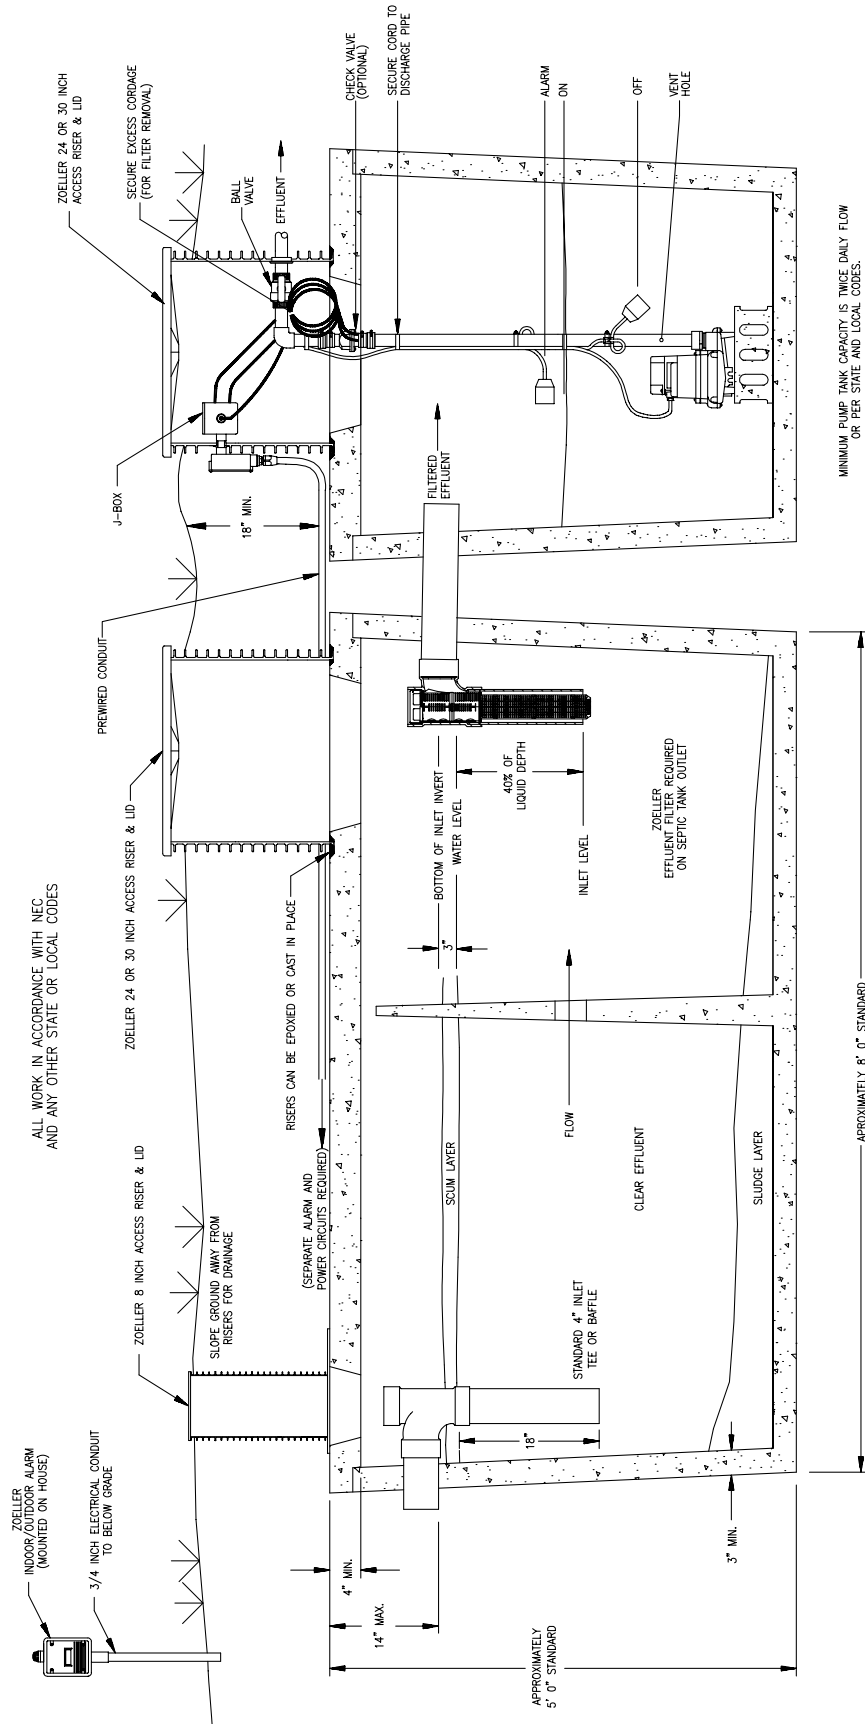 ALL WORK IN ACCORDANCE WITH NEC
AND ANY OTHER STATE OR LOCAL CODES
ZOELLER
INDOOR/OUTDOOR ALARM
(MOUNTED ON HOUSE)
3/4 INCH ELECTRICAL CONDUIT
TO BELOW GRADE
ZOELLER 8 INCH ACCESS RISER & LID
SLOPE GROUND AWAY FROM
RISERS FOR DRAINAGE
(SEPARATE ALARM AND
POWER CIRCUITS REQUIRED)
RISERS CAN BE EPOXIED OR CAST IN PLACE
ZOELLER 24 OR 30 INCH ACCESS RISER & LID
PREWIRED CONDUIT
18" MIN.
J-BOX
ZOELLER 24 OR 30 INCH
ACCESS RISER & LID
SECURE EXCESS CORDAGE
(FOR FILTER REMOVAL)
BALL
VALVE
EFFLUENT
CHECK VALVE
(OPTIONAL)
SECURE CORD TO
DISCHARGE PIPE
ALARM
ON
OFF
VENT
HOLE
FILTERED
EFFLUENT
4" MIN.
14" MAX.
APPROXIMATELY
5' 0" STANDARD
3" MIN.
18"
STANDARD 4" INLET
TEE OR BAFFLE
SCUM LAYER
FLOW
CLEAR EFFLUENT
SLUDGE LAYER
3"
BOTTOM OF INLET INVERT
WATER LEVEL
40% OF
LIQUID DEPTH
INLET LEVEL
ZOELLER
EFFLUENT FILTER REQUIRED
ON SEPTIC TANK OUTLET
APROXIMATELY 8' 0" STANDARD
MINIMUM PUMP TANK CAPACITY IS TWICE DAILY FLOW
OR PER STATE AND LOCAL CODES.